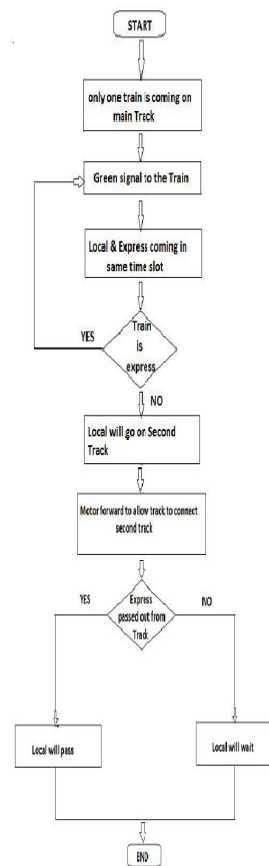 START
only one train is coming on
main Track
Green signal to the Train
Local & Express coming in
same time slot
YES
Train
is
express
NO
Local will go on Second
Track
Motor forward to allow track to connect
second track
YES
Express
passed out from
Track
NO
Local will pass
Local will wait
END